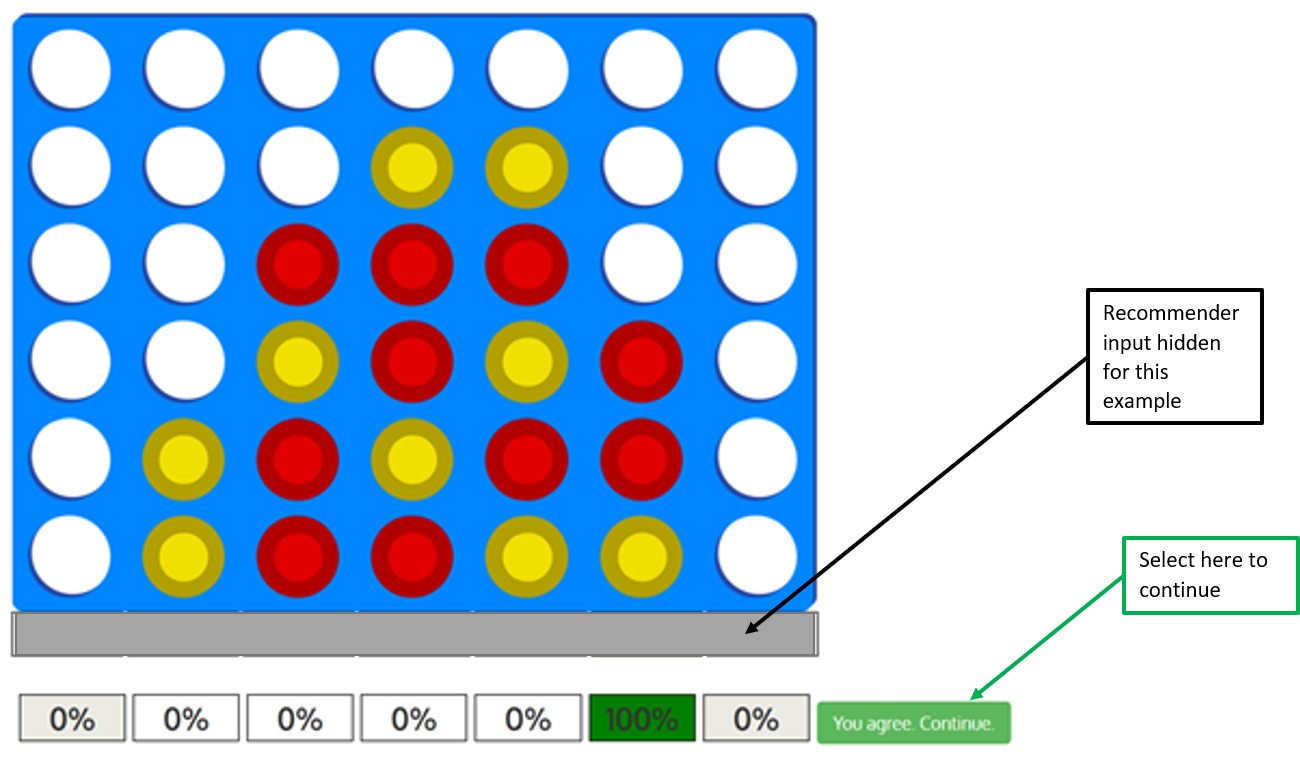 Recommender
input hidden
for this
example
Select here to
continue
0% 0% 0% 0% 0% 100% 0%
You agree. Continue.